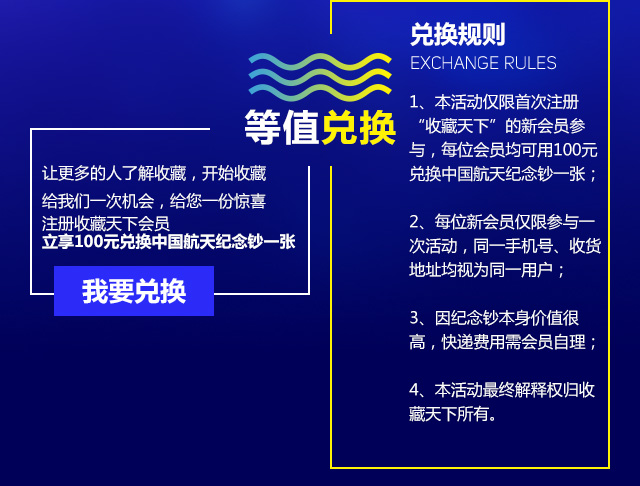 等值兑换
让更多的人了解收藏，开始收藏
给我们一次机会，给您一份惊喜
注册收藏天下会员
立享100元兑换中国航天纪念钞一张
我要兑换
兑换规则
EXCHANGE RULES
1、本活动仅限首次注册
“收藏天下”的新会员参
与，每位会员均可用100元
兑换中国航天纪念钞一张；
2、每位新会员仅限参与一
次活动，同一手机号、收货
地址均视为同一用户；
3、因纪念钞本身价值很
高，快递费用需会员自理；
4、本活动最终解释权归收
藏天下所有。